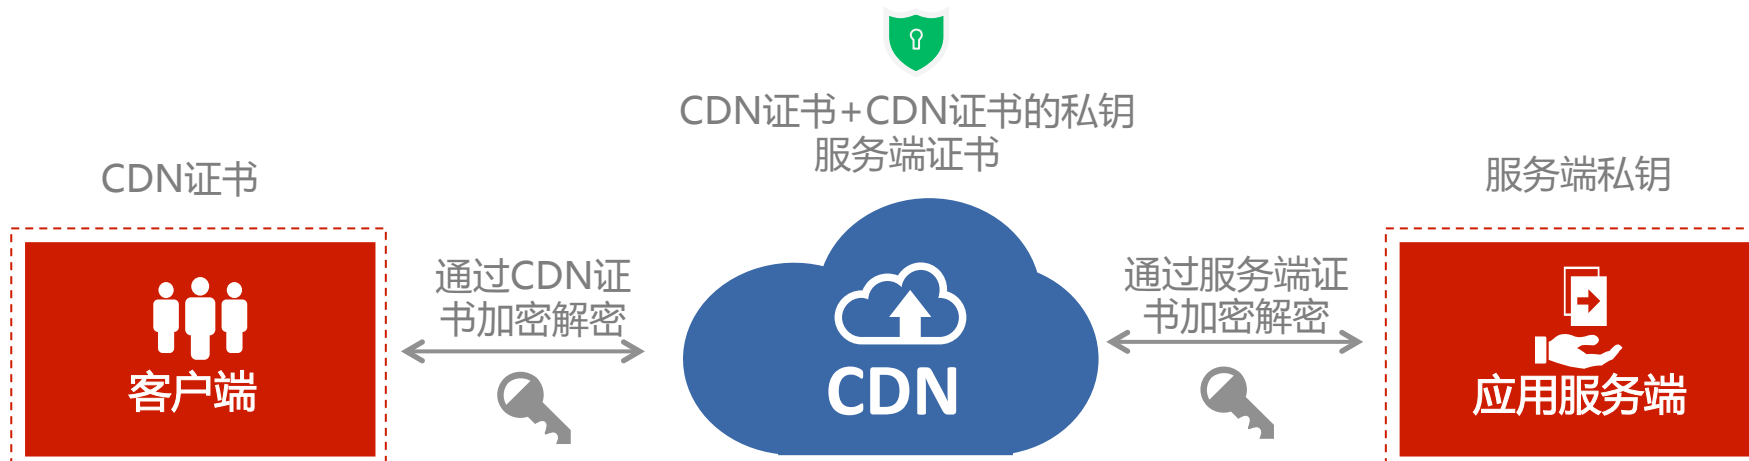 CDN证书+CDN证书的私钥
服务端证书
CDN证书
服务端私钥
通过CDN证
书加密解密
通过服务端证
书加密解密
客户端
CDN
应用服务端